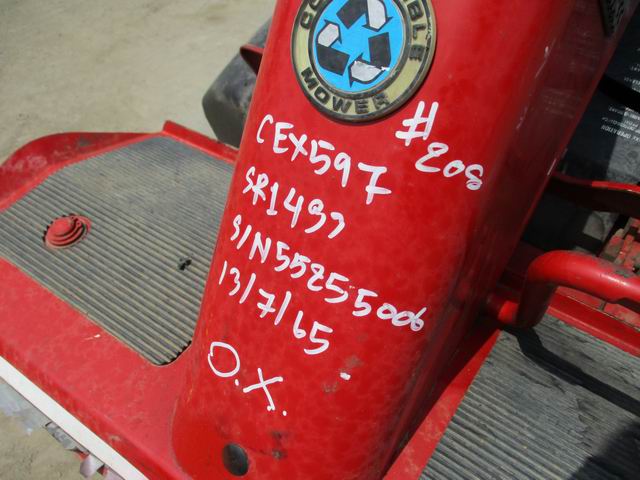 MOWER
#208
CEX597
SR1497
S/N55255006
13/7/65
O.X.